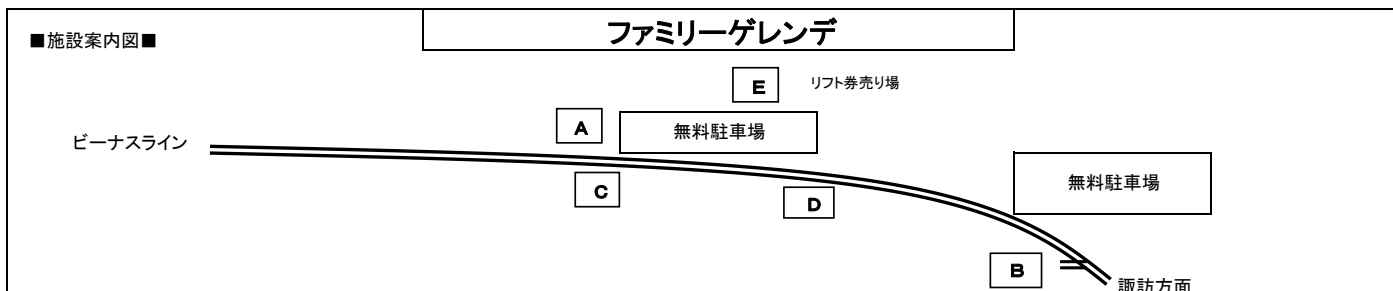 ファミリーゲレンデ
■施設案内図■
E
リフト券売り場
A
無料駐車場
ビーナスライン
無料駐車場
C
D
B
諏訪方面